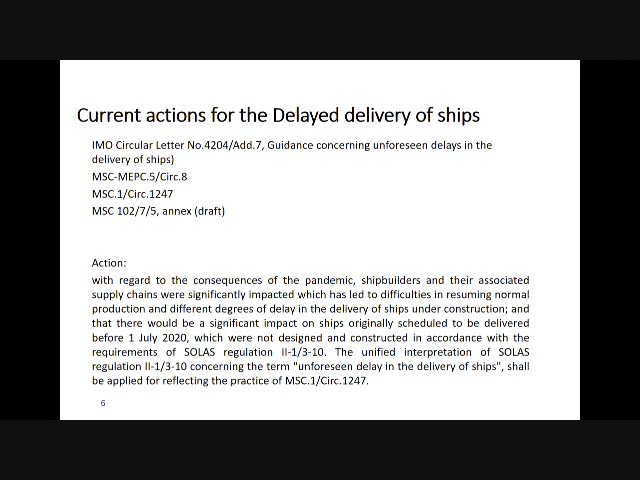 Current actions for the Delayed delivery of ships
IMO Circular Letter No.4204/Add.7, Guidance concerning unforeseen delays in the
delivery of ships)
MSC-MEPC.5/Circ.8
MSC.1/Circ.1247
MSC 102/7/5, annex (draft)
Action:
with regard to the consequences of the pandemic, shipbuilders and their associated
supply chains were significantly impacted which has led to difficulties in resuming normal
production and different degrees of delay in the delivery of ships under construction; and
that there would be a significant impact on ships originally scheduled to be delivered
before 1 July 2020, which were not designed and constructed in accordance with the
requirements of SOLAS regulation II-1/3-10. The unified interpretation of SOLAS
regulation II-1/3-10 concerning the term "unforeseen delay in the delivery of ships", shall
be applied for reflecting the practice of MSC.1/Circ.1247.
6